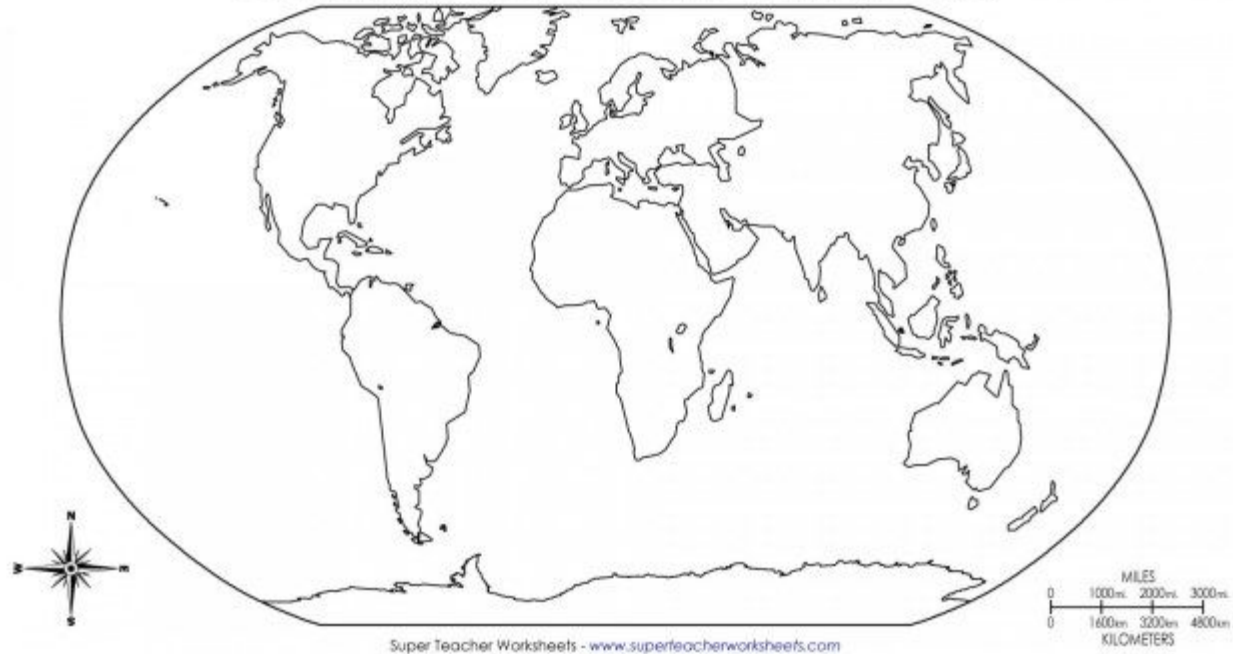 N
W E
S
MILES
0 1000mi. 2000mi. 3000mi.
0 1600km 3200km 4800km
KILOMETERS
Super Teacher Worksheets - www.superteacherworksheets.com